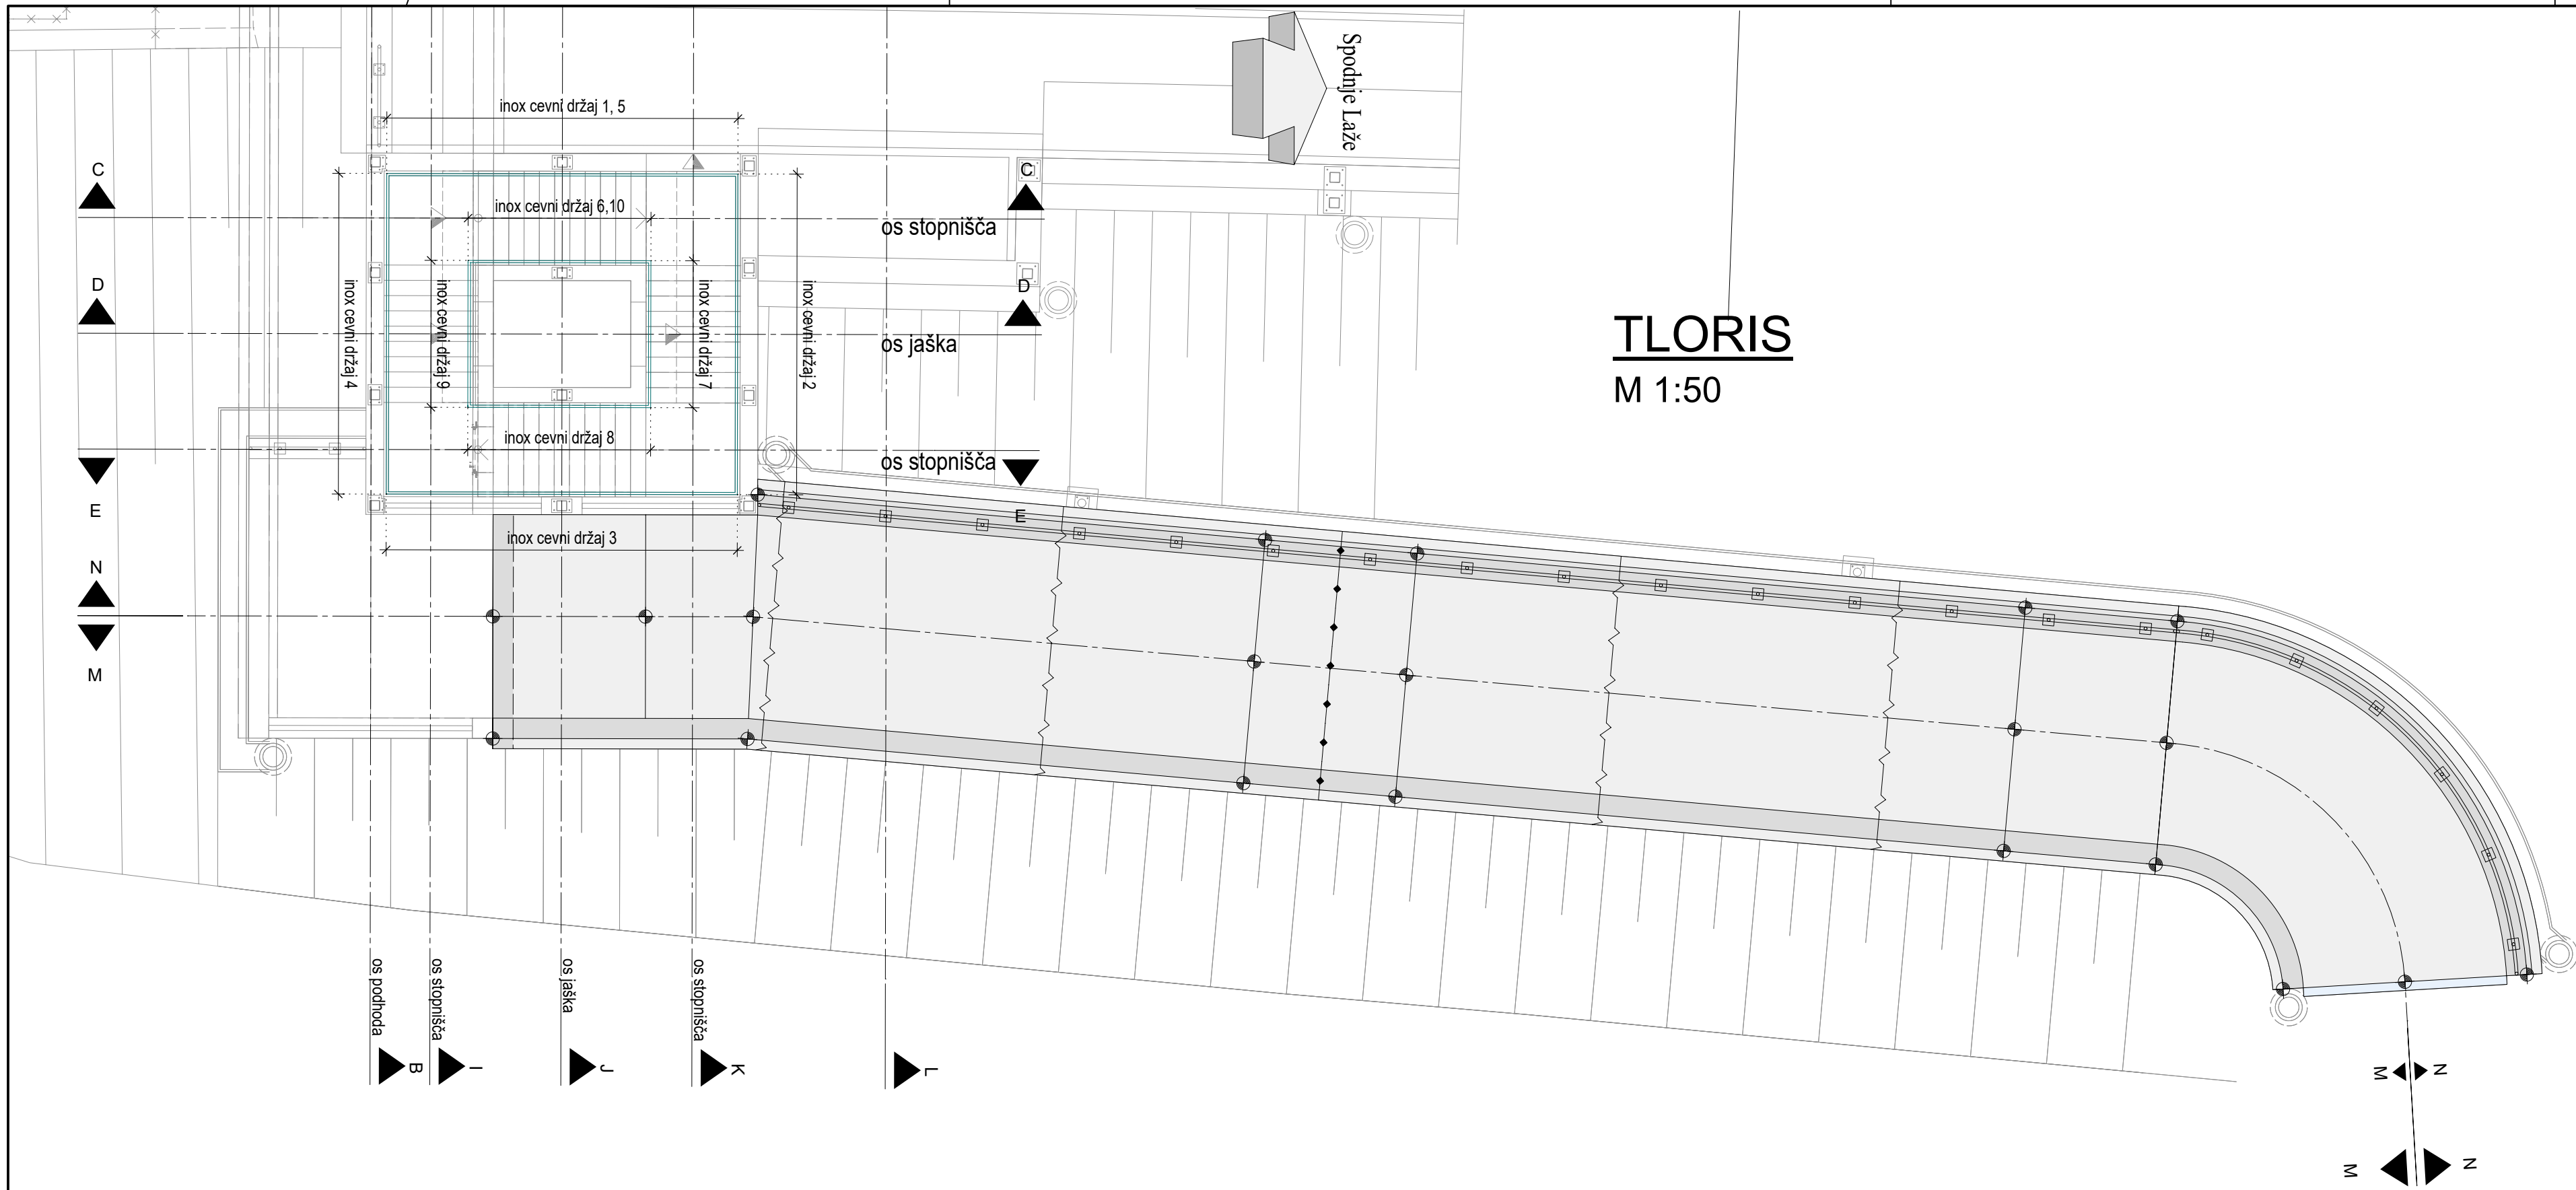 Spodnje Laže
inox cevni držaj 1, 5
C
C
inox cevni držaj 6,10
os stopnišča
D
D
inox cevni držaj 4
inox cevni držaj 9
inox cevni držaj 7
inox cevni držaj 2
os jaška
TLORIS
M 1:50
inox cevni držaj 8
os stopnišča
E
E
inox cevni držaj 3
N
M
os podhoda
os stopnišča
os jaška
os stopnišča
B
I
J
K
L
M
N
M
N